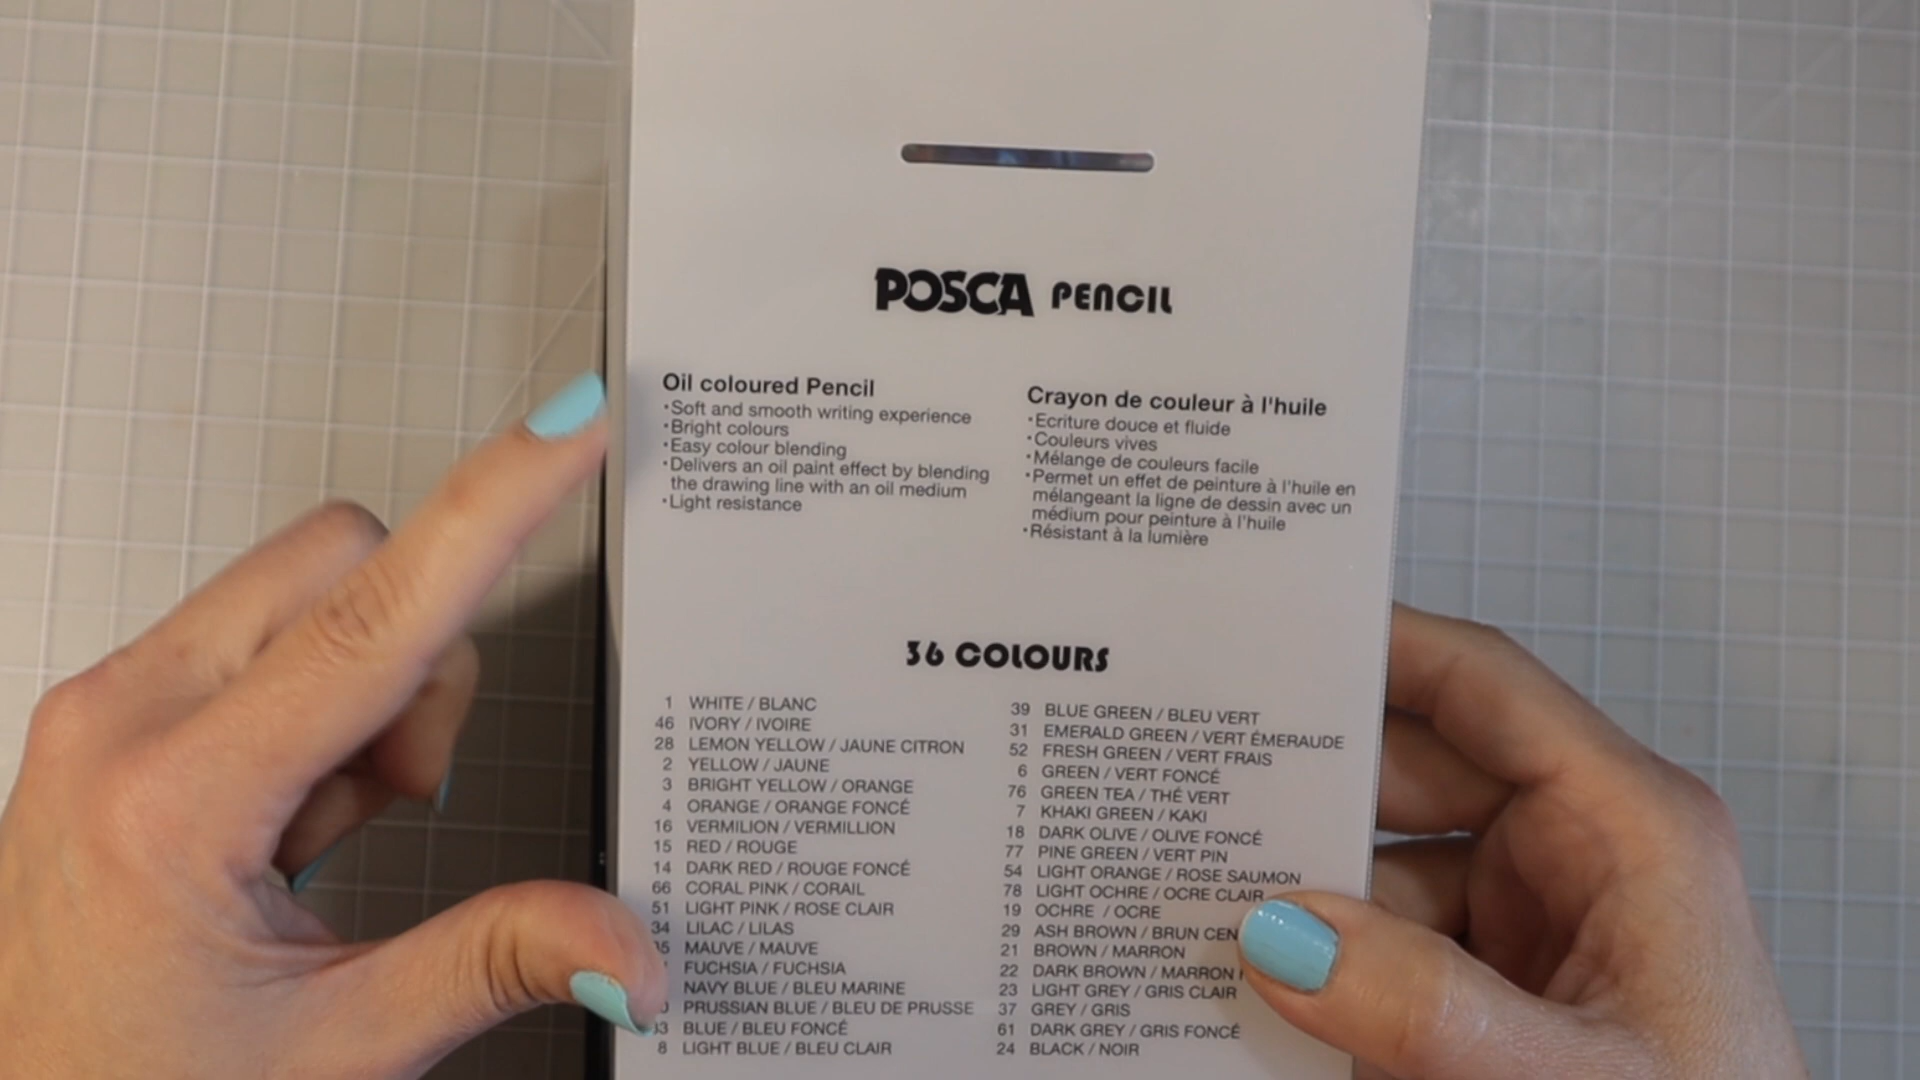 POSCA PENCIL
Oil coloured Pencil
·Soft and smooth writing experience
·Bright colours
·Easy colour blending
·Delivers an oil paint effect by blending
the drawing line with an oil medium
·Light resistance
Crayon de couleur à l'huile
·Ecriture douce et fluide
·Couleurs vives
·Mélange de couleurs facile
·Permet un effet de peinture à l'huile en
mélangeant la ligne de dessin avec un
médium pour peinture à l'huile
·Résistant à la lumière
36 COLOURS
1 WHITE / BLANC
46 IVORY / IVOIRE
28 LEMON YELLOW / JAUNE CITRON
2 YELLOW / JAUNE
3 BRIGHT YELLOW / ORANGE
4 ORANGE / ORANGE FONCÉ
16 VERMILION / VERMILLION
15 RED / ROUGE
14 DARK RED / ROUGE FONCÉ
66 CORAL PINK / CORAIL
51 LIGHT PINK / ROSE CLAIR
34 LILAC / LILAS
MAUVE / MAUVE
FUCHSIA / FUCHSIA
NAVY BLUE / BLEU MARINE
PRUSSIAN BLUE / BLEU DE PRUSSE
33 BLUE / BLEU FONCÉ
8 LIGHT BLUE / BLEU CLAIR
39 BLUE GREEN / BLEU VERT
31 EMERALD GREEN / VERT ÉMERAUDE
52 FRESH GREEN / VERT FRAIS
6 GREEN / VERT FONCÉ
76 GREEN TEA / THÉ VERT
7 KHAKI GREEN / KAKI
18 DARK OLIVE / OLIVE FONCÉ
77 PINE GREEN / VERT PIN
54 LIGHT ORANGE / ROSE SAUMON
78 LIGHT OCHRE / OCRE CLAIR
19 OCHRE / OCRE
29 ASH BROWN / BRUN
21 BROWN / MARRON
22 DARK BROWN / MARRON
23 LIGHT GREY / GRIS CLAIR
37 GREY / GRIS
61 DARK GREY / GRIS FONCÉ
24 BLACK / NOIR